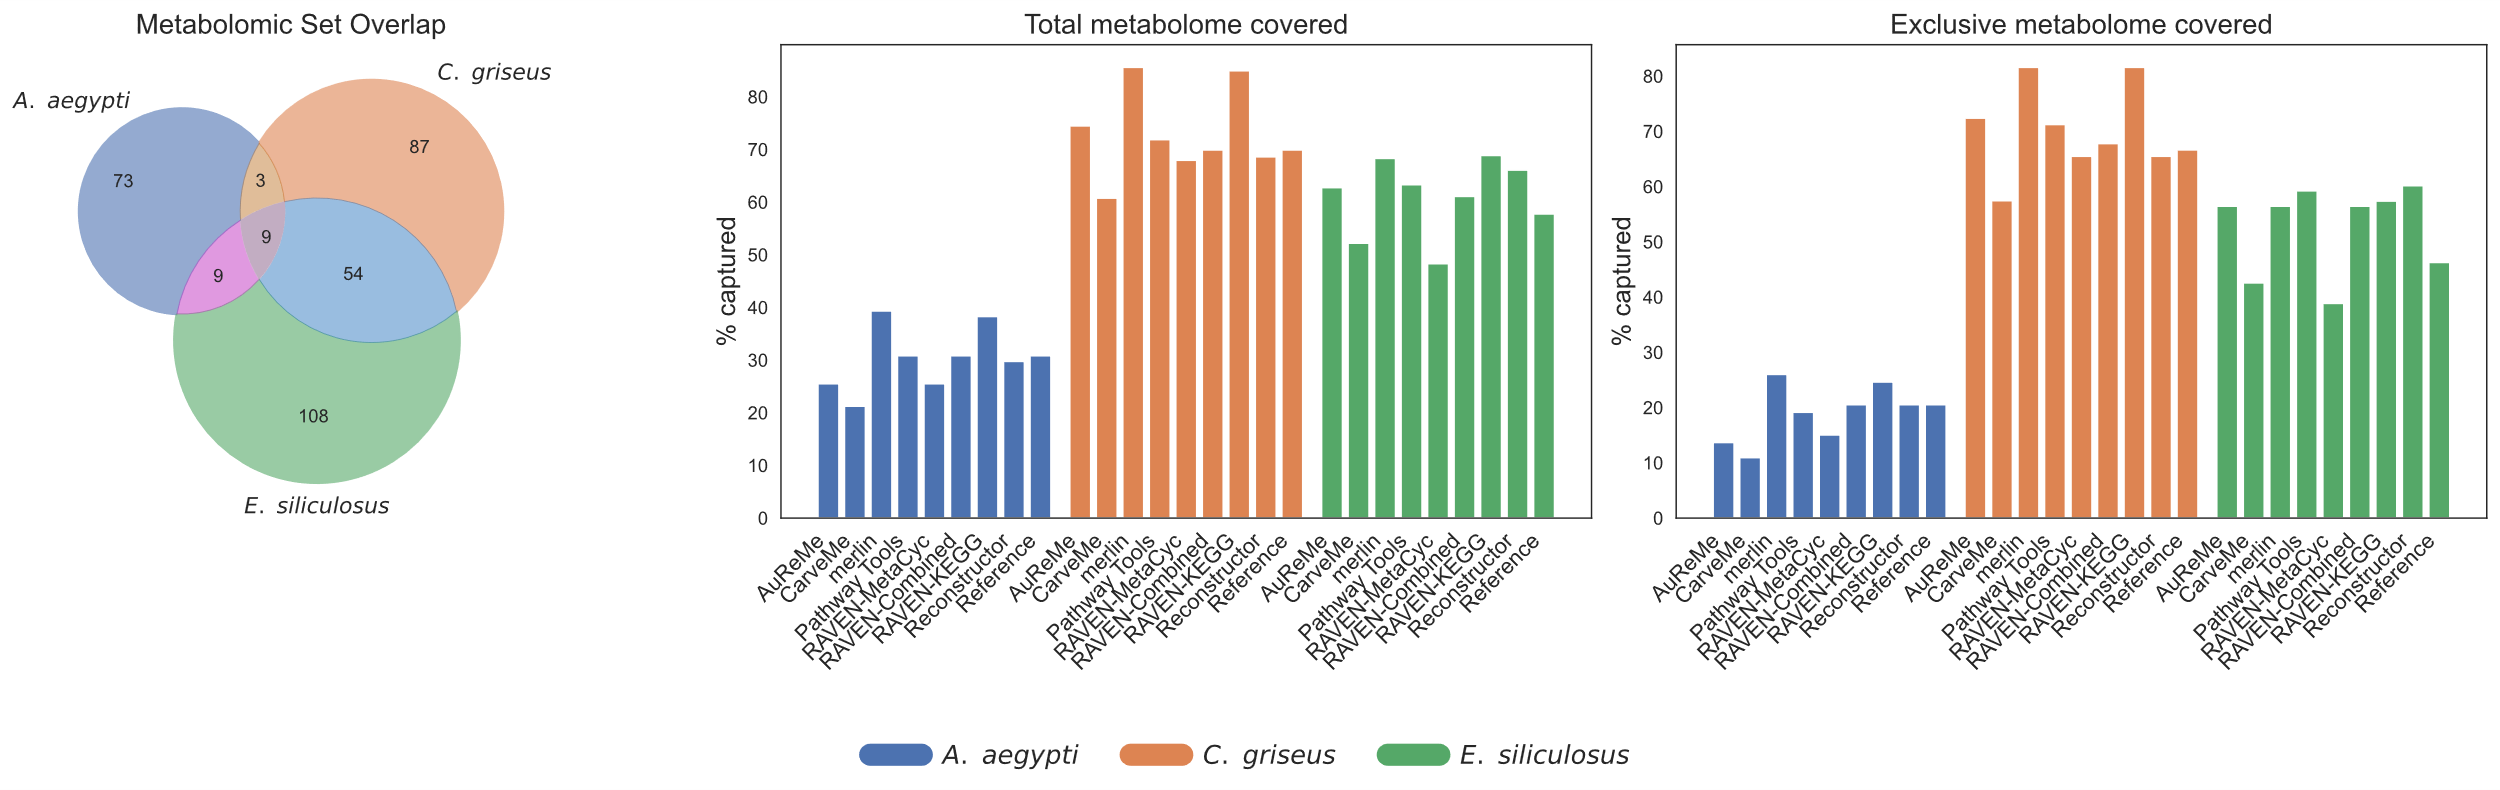 Metabolomic Set Overlap
A. aegypti
C. griseus
87
73
3
9
9
54
108
E. siliculosus
Total metabolome covered
% captured
80
70
60
50
40
30
20
10
0
AuReMe
CarveMe
merlin
Pathway Tools
RAVEN-MetaCyc
RAVEN-Combined
RAVEN-KEGG
Reconstructor
Reference
AuReMe
CarveMe
merlin
Pathway Tools
RAVEN-MetaCyc
RAVEN-Combined
RAVEN-KEGG
Reconstructor
Reference
AuReMe
CarveMe
merlin
Pathway Tools
RAVEN-MetaCyc
RAVEN-Combined
RAVEN-KEGG
Reconstructor
Reference
Exclusive metabolome covered
% captured
80
70
60
50
40
30
20
10
0
AuReMe
CarveMe
merlin
Pathway Tools
RAVEN-MetaCyc
RAVEN-Combined
RAVEN-KEGG
Reconstructor
Reference
AuReMe
CarveMe
merlin
Pathway Tools
RAVEN-MetaCyc
RAVEN-Combined
RAVEN-KEGG
Reconstructor
Reference
AuReMe
CarveMe
merlin
Pathway Tools
RAVEN-MetaCyc
RAVEN-Combined
RAVEN-KEGG
Reconstructor
Reference
A. aegypti
C. griseus
E. siliculosus